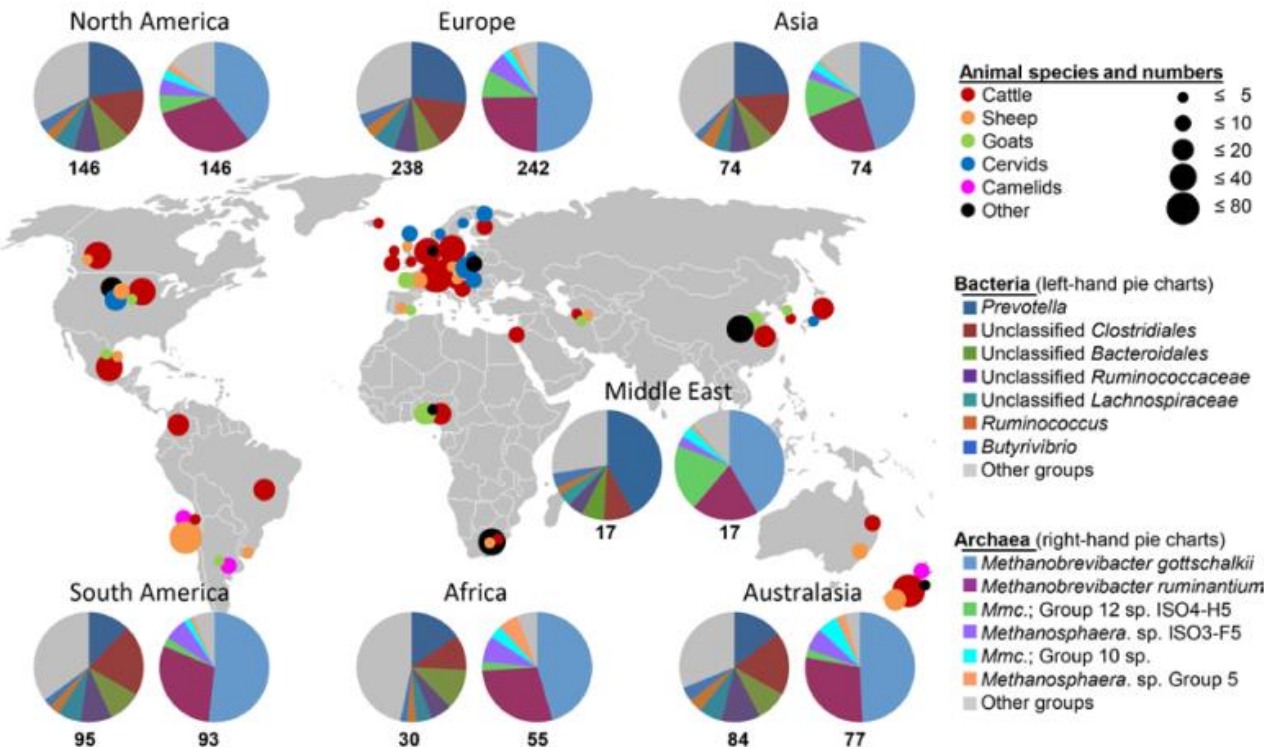 North America
Europe
Asia
146
146
238
242
74
74
Animal species and numbers
Cattle
Sheep
Goats
Cervids
Camelids
Other
≤ 5
≤ 10
≤ 20
≤ 40
≤ 80
Middle East
17
17
Bacteria (left-hand pie charts)
Prevotella
Unclassified Clostridiales
Unclassified Bacteroidales
Unclassified Ruminococcaceae
Unclassified Lachnospiraceae
Ruminococcus
Butyrivibrio
Other groups
Archaea (right-hand pie charts)
Methanobrevibacter gottschalkii
Methanobrevibacter ruminantium
Mmc.; Group 12 sp. ISO4-H5
Methanosphaera. sp. ISO3-F5
Mmc.; Group 10 sp.
Methanosphaera. sp. Group 5
Other groups
South America
Africa
Australasia
95
93
30
55
84
77